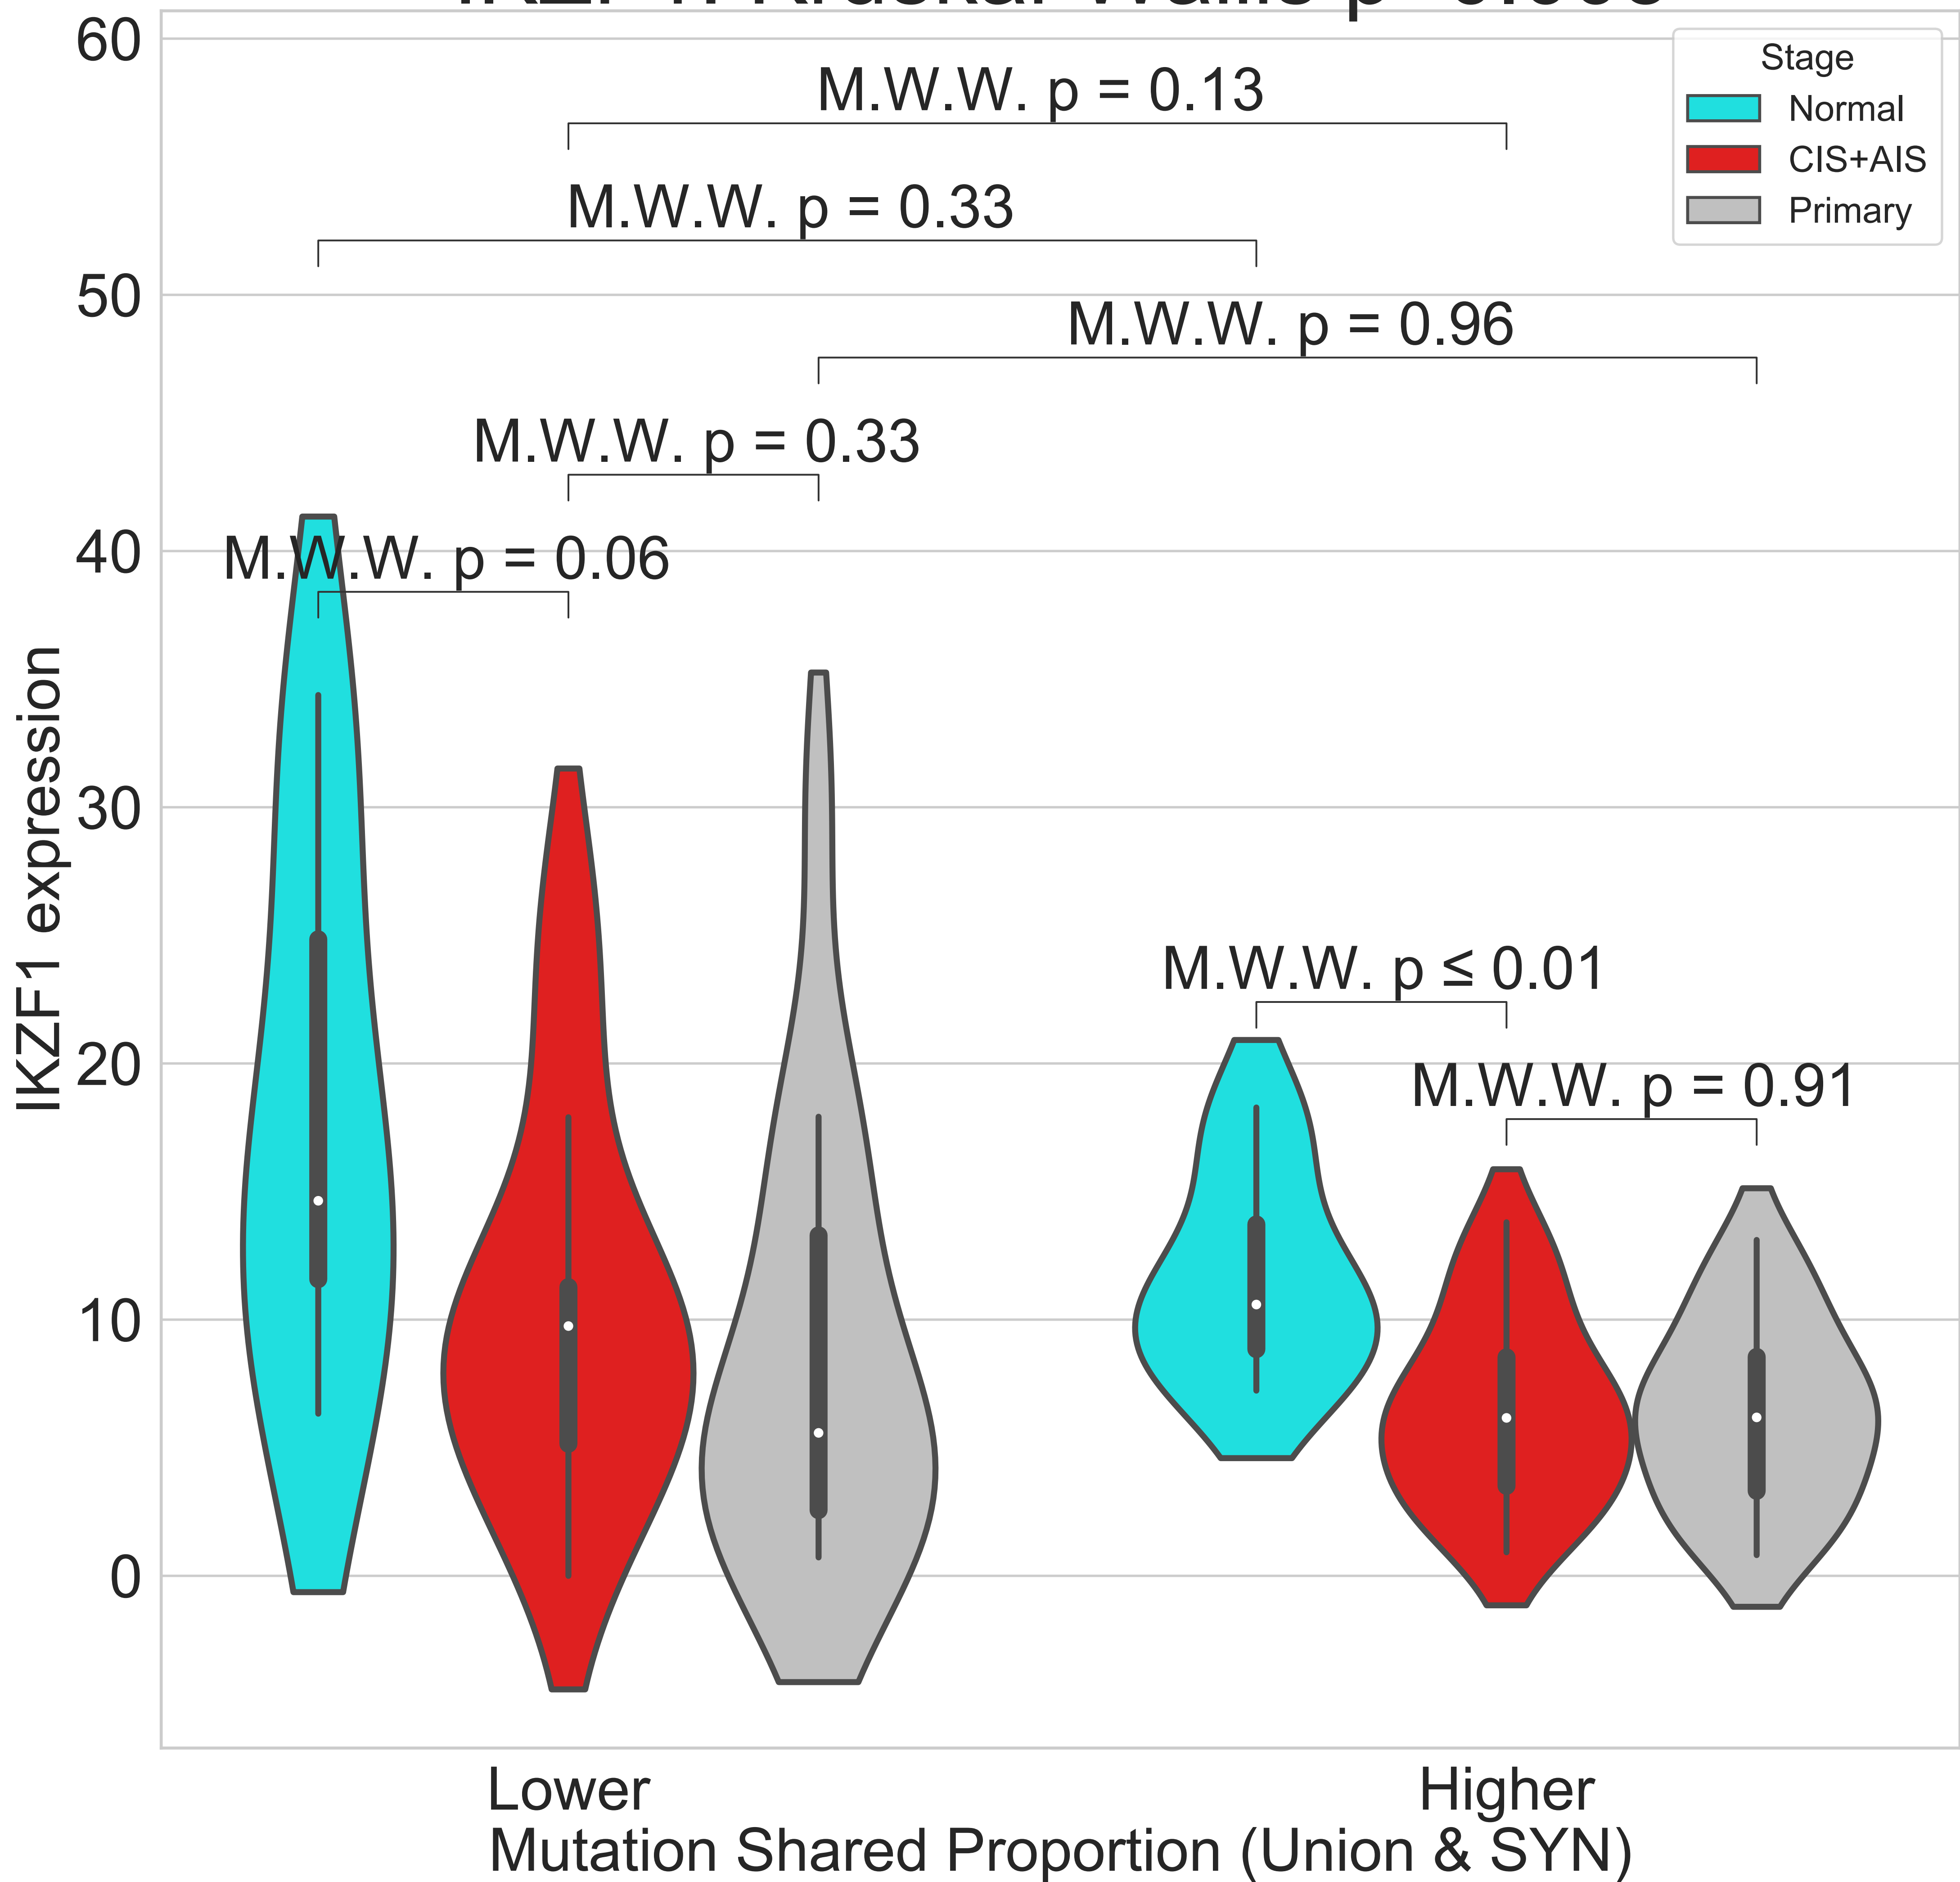 60
Stage
Normal
CIS+AIS
Primary
M.W.W. p = 0.13
M.W.W. p = 0.33
50
M.W.W. p = 0.96
M.W.W. p = 0.33
40
M.W.W. p = 0.06
IKZF1 expression
30
M.W.W. p ≤ 0.01
20
M.W.W. p = 0.91
10
0
Lower
Higher
Mutation Shared Proportion (Union & SYN)